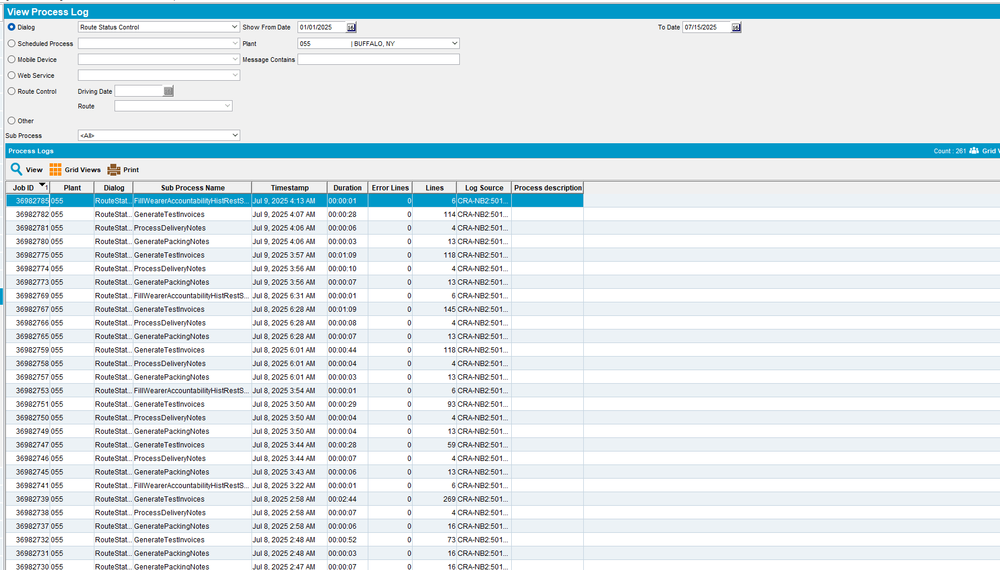 View Process Log
Dialog Route Status Control Show From Date 01/01/2025 16 To Date 07/15/2025 16
Scheduled Process Plant 055 | BUFFALO, NY
Mobile Device Message Contains
Web Service
Route Control Driving Date 16
Route
Other
Sub Process <All>
Process Logs Count : 261 Grid V
View Grid Views Print
Job ID 1 Plant Dialog Sub Process Name Timestamp Duration Error Lines Lines Log Source Process description
36982785 055 RouteStat... FillWearerAccountabilityHistRestS... Jul 9, 2025 4:13 AM 00:00:01 0 6 CRA-NB2:501...
36982782 055 RouteStat... GenerateTestInvoices Jul 9, 2025 4:07 AM 00:00:28 0 114 CRA-NB2:501...
36982781 055 RouteStat... ProcessDeliveryNotes Jul 9, 2025 4:06 AM 00:00:06 0 4 CRA-NB2:501...
36982780 055 RouteStat... GeneratePackingNotes Jul 9, 2025 4:06 AM 00:00:03 0 13 CRA-NB2:501...
36982775 055 RouteStat... GenerateTestInvoices Jul 9, 2025 3:57 AM 00:01:09 0 118 CRA-NB2:501...
36982774 055 RouteStat... ProcessDeliveryNotes Jul 9, 2025 3:56 AM 00:00:10 0 4 CRA-NB2:501...
36982773 055 RouteStat... GeneratePackingNotes Jul 9, 2025 3:56 AM 00:00:07 0 13 CRA-NB2:501...
36982769 055 RouteStat... FillWearerAccountabilityHistRestS... Jul 8, 2025 6:31 AM 00:00:01 0 6 CRA-NB2:501...
36982767 055 RouteStat... GenerateTestInvoices Jul 8, 2025 6:28 AM 00:01:09 0 145 CRA-NB2:501...
36982766 055 RouteStat... ProcessDeliveryNotes Jul 8, 2025 6:28 AM 00:00:08 0 4 CRA-NB2:501...
36982765 055 RouteStat... GeneratePackingNotes Jul 8, 2025 6:28 AM 00:00:07 0 13 CRA-NB2:501...
36982759 055 RouteStat... GenerateTestInvoices Jul 8, 2025 6:01 AM 00:00:44 0 118 CRA-NB2:501...
36982758 055 RouteStat... ProcessDeliveryNotes Jul 8, 2025 6:01 AM 00:00:04 0 4 CRA-NB2:501...
36982757 055 RouteStat... GeneratePackingNotes Jul 8, 2025 6:01 AM 00:00:03 0 13 CRA-NB2:501...
36982753 055 RouteStat... FillWearerAccountabilityHistRestS... Jul 8, 2025 3:54 AM 00:00:01 0 6 CRA-NB2:501...
36982751 055 RouteStat... GenerateTestInvoices Jul 8, 2025 3:50 AM 00:00:29 0 93 CRA-NB2:501...
36982750 055 RouteStat... ProcessDeliveryNotes Jul 8, 2025 3:50 AM 00:00:04 0 4 CRA-NB2:501...
36982749 055 RouteStat... GeneratePackingNotes Jul 8, 2025 3:50 AM 00:00:04 0 13 CRA-NB2:501...
36982747 055 RouteStat... GenerateTestInvoices Jul 8, 2025 3:44 AM 00:00:28 0 59 CRA-NB2:501...
36982746 055 RouteStat... ProcessDeliveryNotes Jul 8, 2025 3:44 AM 00:00:07 0 4 CRA-NB2:501...
36982745 055 RouteStat... GeneratePackingNotes Jul 8, 2025 3:43 AM 00:00:06 0 13 CRA-NB2:501...
36982741 055 RouteStat... FillWearerAccountabilityHistRestS... Jul 8, 2025 3:22 AM 00:00:01 0 6 CRA-NB2:501...
36982739 055 RouteStat... GenerateTestInvoices Jul 8, 2025 2:58 AM 00:02:44 0 269 CRA-NB2:501...
36982738 055 RouteStat... ProcessDeliveryNotes Jul 8, 2025 2:58 AM 00:00:07 0 4 CRA-NB2:501...
36982737 055 RouteStat... GeneratePackingNotes Jul 8, 2025 2:58 AM 00:00:06 0 16 CRA-NB2:501...
36982732 055 RouteStat... GenerateTestInvoices Jul 8, 2025 2:48 AM 00:00:52 0 73 CRA-NB2:501...
36982731 055 RouteStat... GeneratePackingNotes Jul 8, 2025 2:48 AM 00:00:03 0 16 CRA-NB2:501...
36982730 055 RouteStat... GeneratePackingNotes Jul 8, 2025 2:47 AM 00:00:07 0 16 CRA-NB2:501...